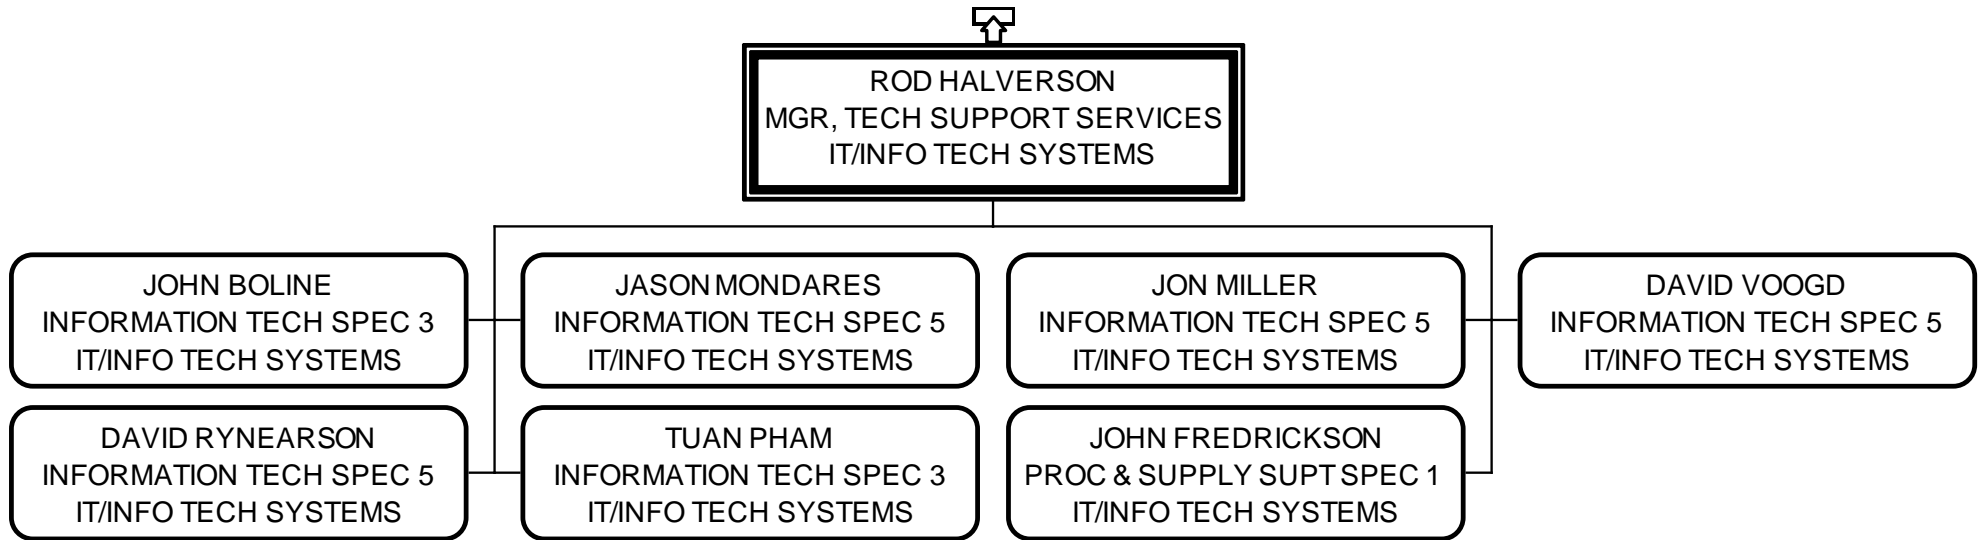 ROD HALVERSON
MGR, TECH SUPPORT SERVICES
IT/INFO TECH SYSTEMS
JOHN BOLINE
INFORMATION TECH SPEC 3
IT/INFO TECH SYSTEMS
JASON MONDARES
INFORMATION TECH SPEC 5
IT/INFO TECH SYSTEMS
JON MILLER
INFORMATION TECH SPEC 5
IT/INFO TECH SYSTEMS
DAVID VOOGD
INFORMATION TECH SPEC 5
IT/INFO TECH SYSTEMS
DAVID RYNEARSON
INFORMATION TECH SPEC 5
IT/INFO TECH SYSTEMS
TUAN PHAM
INFORMATION TECH SPEC 3
IT/INFO TECH SYSTEMS
JOHN FREDRICKSON
PROC & SUPPLY SUPT SPEC 1
IT/INFO TECH SYSTEMS